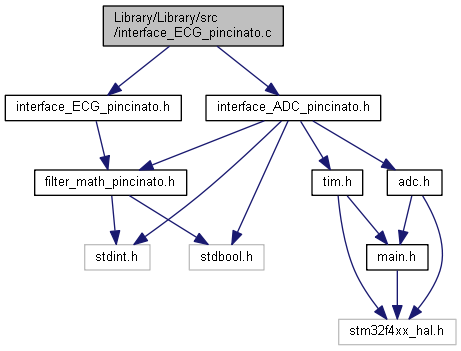 Library/Library/src
/interface_ECG_pincinato.c
interface_ECG_pincinato.h
interface_ADC_pincinato.h
filter_math_pincinato.h
tim.h
adc.h
stdint.h
stdbool.h
main.h
stm32f4xx_hal.h